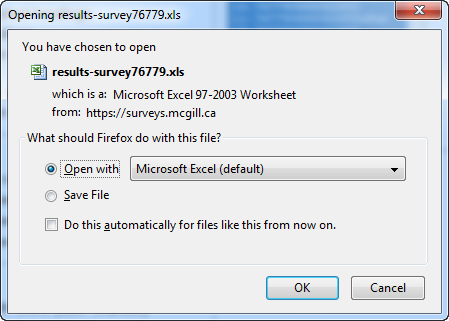 Opening results-survey76779.xls
You have chosen to open
results-survey76779.xls
which is a: Microsoft Excel 97-2003 Worksheet
from: https://surveys.mcgill.ca
What should Firefox do with this file?
Open with Microsoft Excel (default)
Save File
Do this automatically for files like this from now on.
OK Cancel